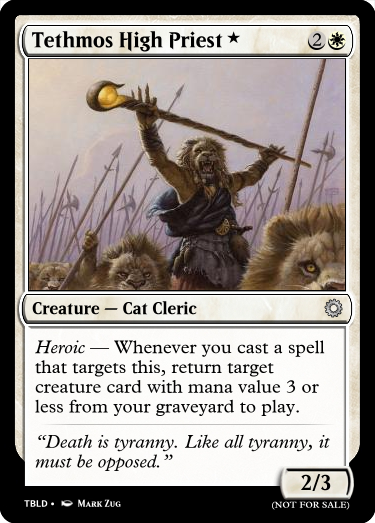 Tethmos High Priest ★ 2
Creature — Cat Cleric
Heroic — Whenever you cast a spell
that targets this, return target
creature card with mana value 3 or
less from your graveyard to play.
“Death is tyranny. Like all tyranny, it
must be opposed.”
2/3
TBLD • Mark Zug
(NOT FOR SALE)